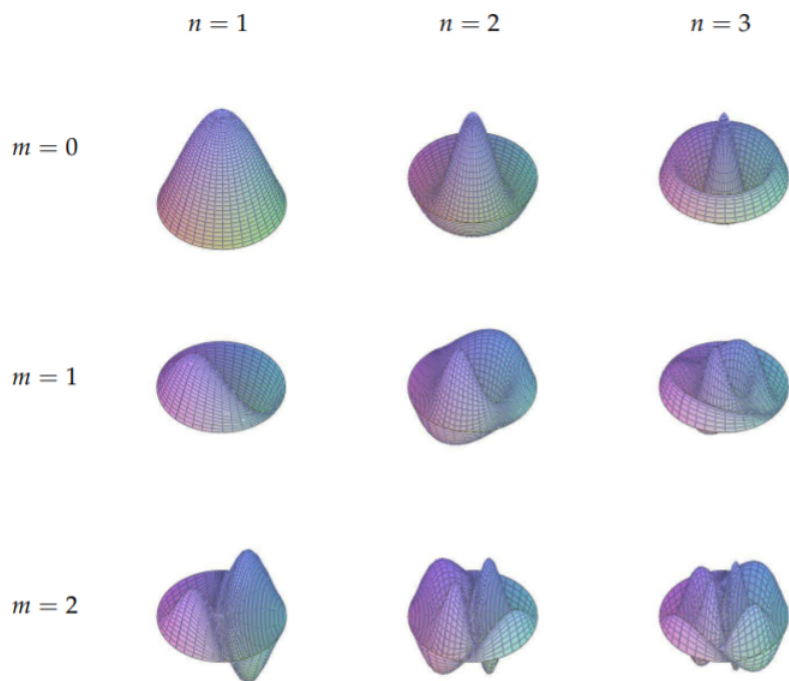 n = 1 n = 2 n = 3
m = 0
m = 1
m = 2